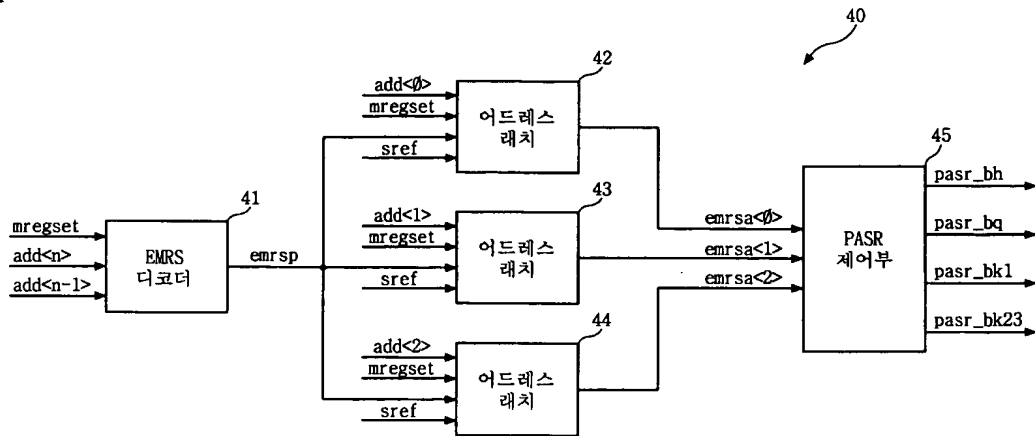 40
42
add<0>
mregset
sref
어드레스
래치
43
add<1>
mregset
sref
어드레스
래치
44
add<2>
mregset
sref
어드레스
래치
41
mregset
add<n>
add<n-1>
EMRS
디코더
emrsp
emrsa<0>
emrsa<1>
emrsa<2>
45
PASR
제어부
pasr_bh
pasr_bq
pasr_bk1
pasr_bk23